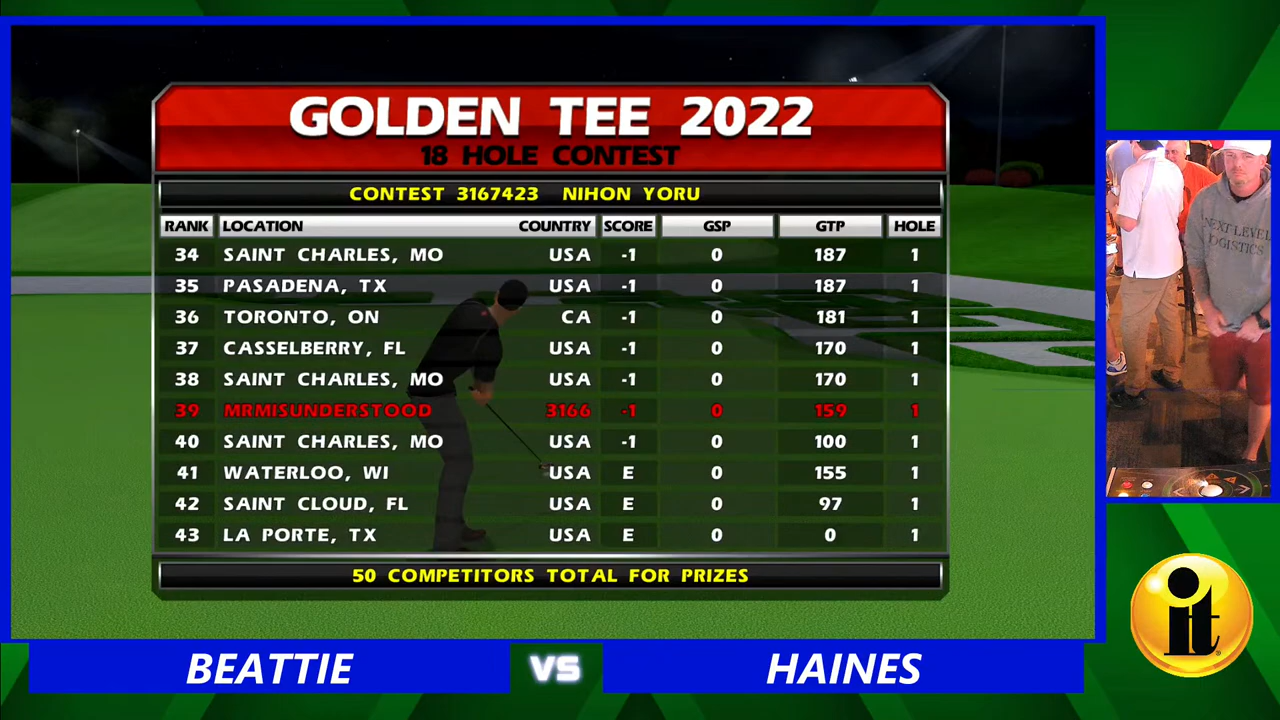 GOLDEN TEE 2022
18 HOLE CONTEST
CONTEST 3167423 NIHON YORU
RANK LOCATION COUNTRY SCORE GSP GTP HOLE
34 SAINT CHARLES, MO USA -1 0 187 1
35 PASADENA, TX USA -1 0 187 1
36 TORONTO, ON CA -1 0 181 1
37 CASSELBERRY, FL USA -1 0 170 1
38 SAINT CHARLES, MO USA -1 0 170 1
39 MRMISUNDERSTOOD 3166 -1 0 159 1
40 SAINT CHARLES, MO USA -1 0 100 1
41 WATERLOO, WI USA E 0 155 1
42 SAINT CLOUD, FL USA E 0 97 1
43 LA PORTE, TX USA E 0 0 1
50 COMPETITORS TOTAL FOR PRIZES
NEXT LEVEL
LOGISTICS
it
BEATTIE VS HAINES